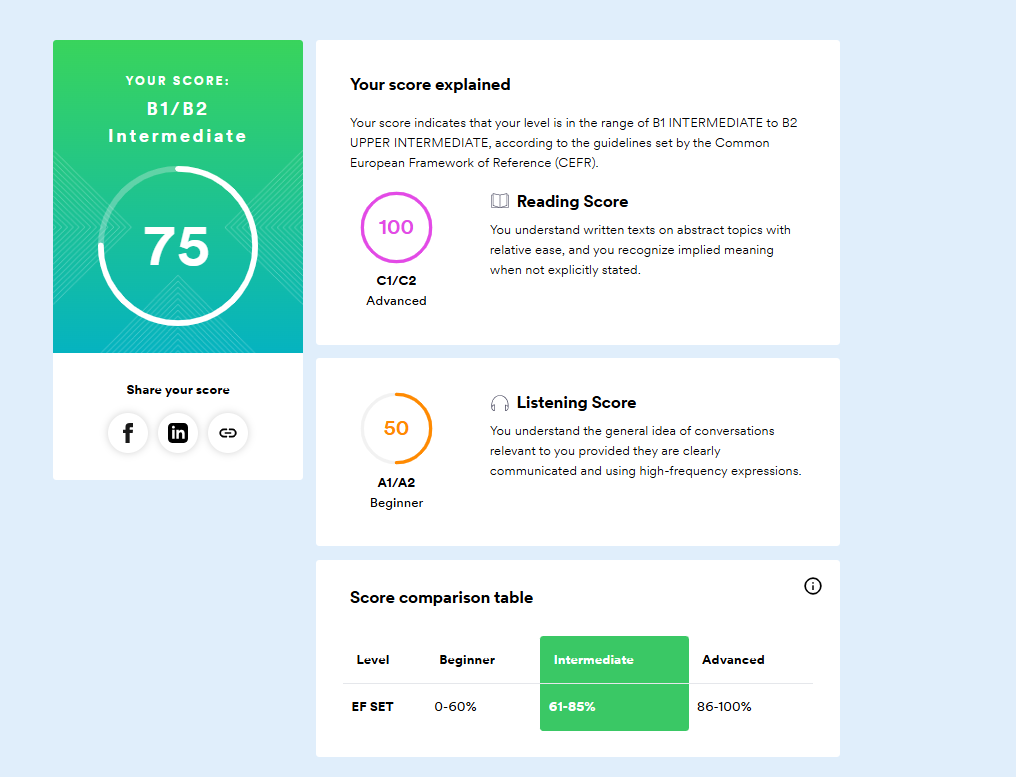 YOUR SCORE:
B1/B2
Intermediate
75
Share your score
f
in
Your score explained
Your score indicates that your level is in the range of B1 INTERMEDIATE to B2
UPPER INTERMEDIATE, according to the guidelines set by the Common
European Framework of Reference (CEFR).
100
C1/C2
Advanced
Reading Score
You understand written texts on abstract topics with
relative ease, and you recognize implied meaning
when not explicitly stated.
50
A1/A2
Beginner
Listening Score
You understand the general idea of conversations
relevant to you provided they are clearly
communicated and using high-frequency expressions.
Score comparison table
Level Beginner Intermediate Advanced
EF SET 0-60% 61-85% 86-100%